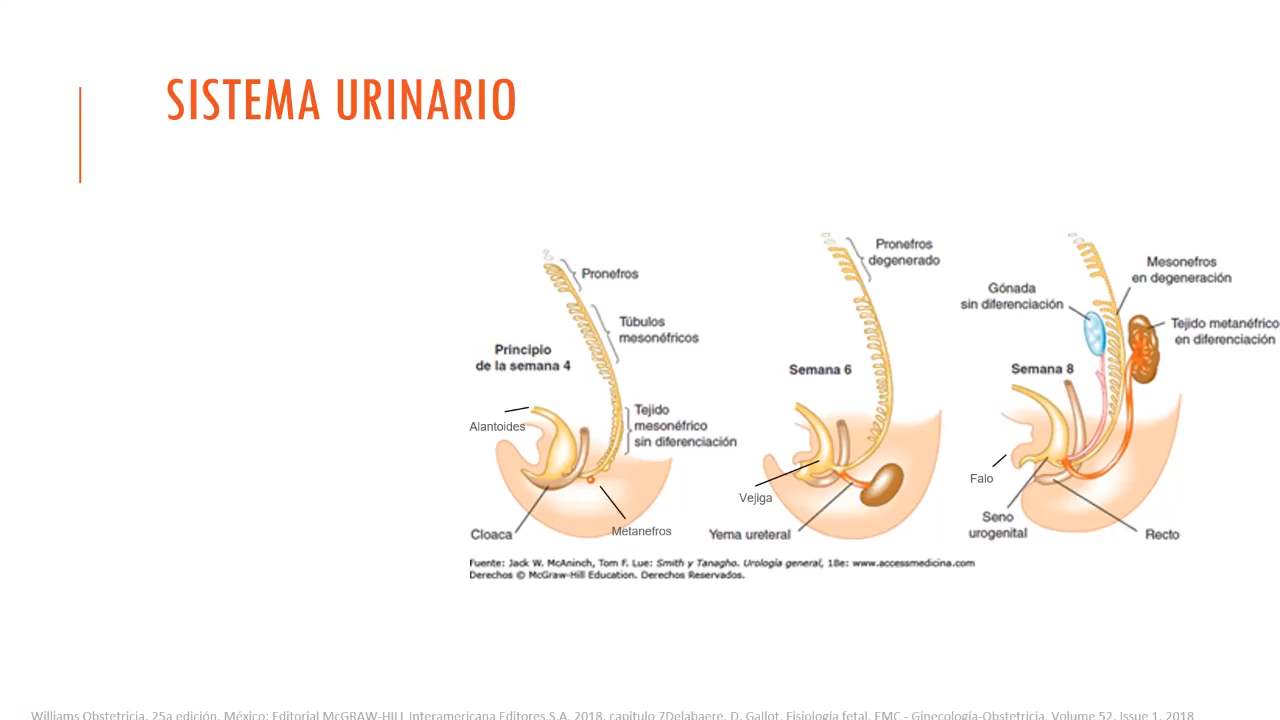 SISTEMA URINARIO
Pronefros
Túbulos
mesonéfricos
Principio
de la semana 4
Tejido
mesonéfrico
sin diferenciación
Alantoides
Cloaca
Metanefros
Pronefros
degenerado
Semana 6
Vejiga
Yema ureteral
Mesonefros
en degeneración
Gónada
sin diferenciación
Tejido metanéfrico
en diferenciación
Semana 8
Falo
Seno
urogenital
Recto
Fuente: Jack W. McAninch, Tom F. Lue: Smith y Tanagho. Urología general, 18e: www.accessmedicina.com
Derechos © McGraw-Hill Education. Derechos Reservados.
Williams Obstetricia. 25a edición. México: Editorial McGRAW-HILL Interamericana Editores.S.A. 2018. capitulo 7Delabaere, D. Gallot. Fisiología fetal. EMC - Ginecología-Obstetricia. Volume 52. Issue 1. 2018